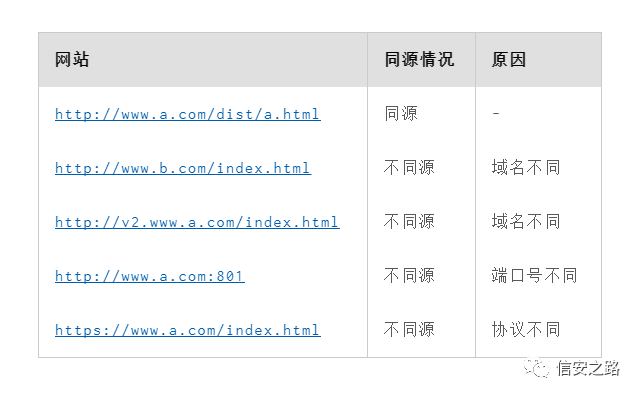 网站 同源情况 原因
http://www.a.com/dist/a.html 同源 -
http://www.b.com/index.html 不同源 域名不同
http://v2.www.a.com/index.html 不同源 域名不同
http://www.a.com:801 不同源 端口号不同
https://www.a.com/index.html 不同源 协议不同
信安之路